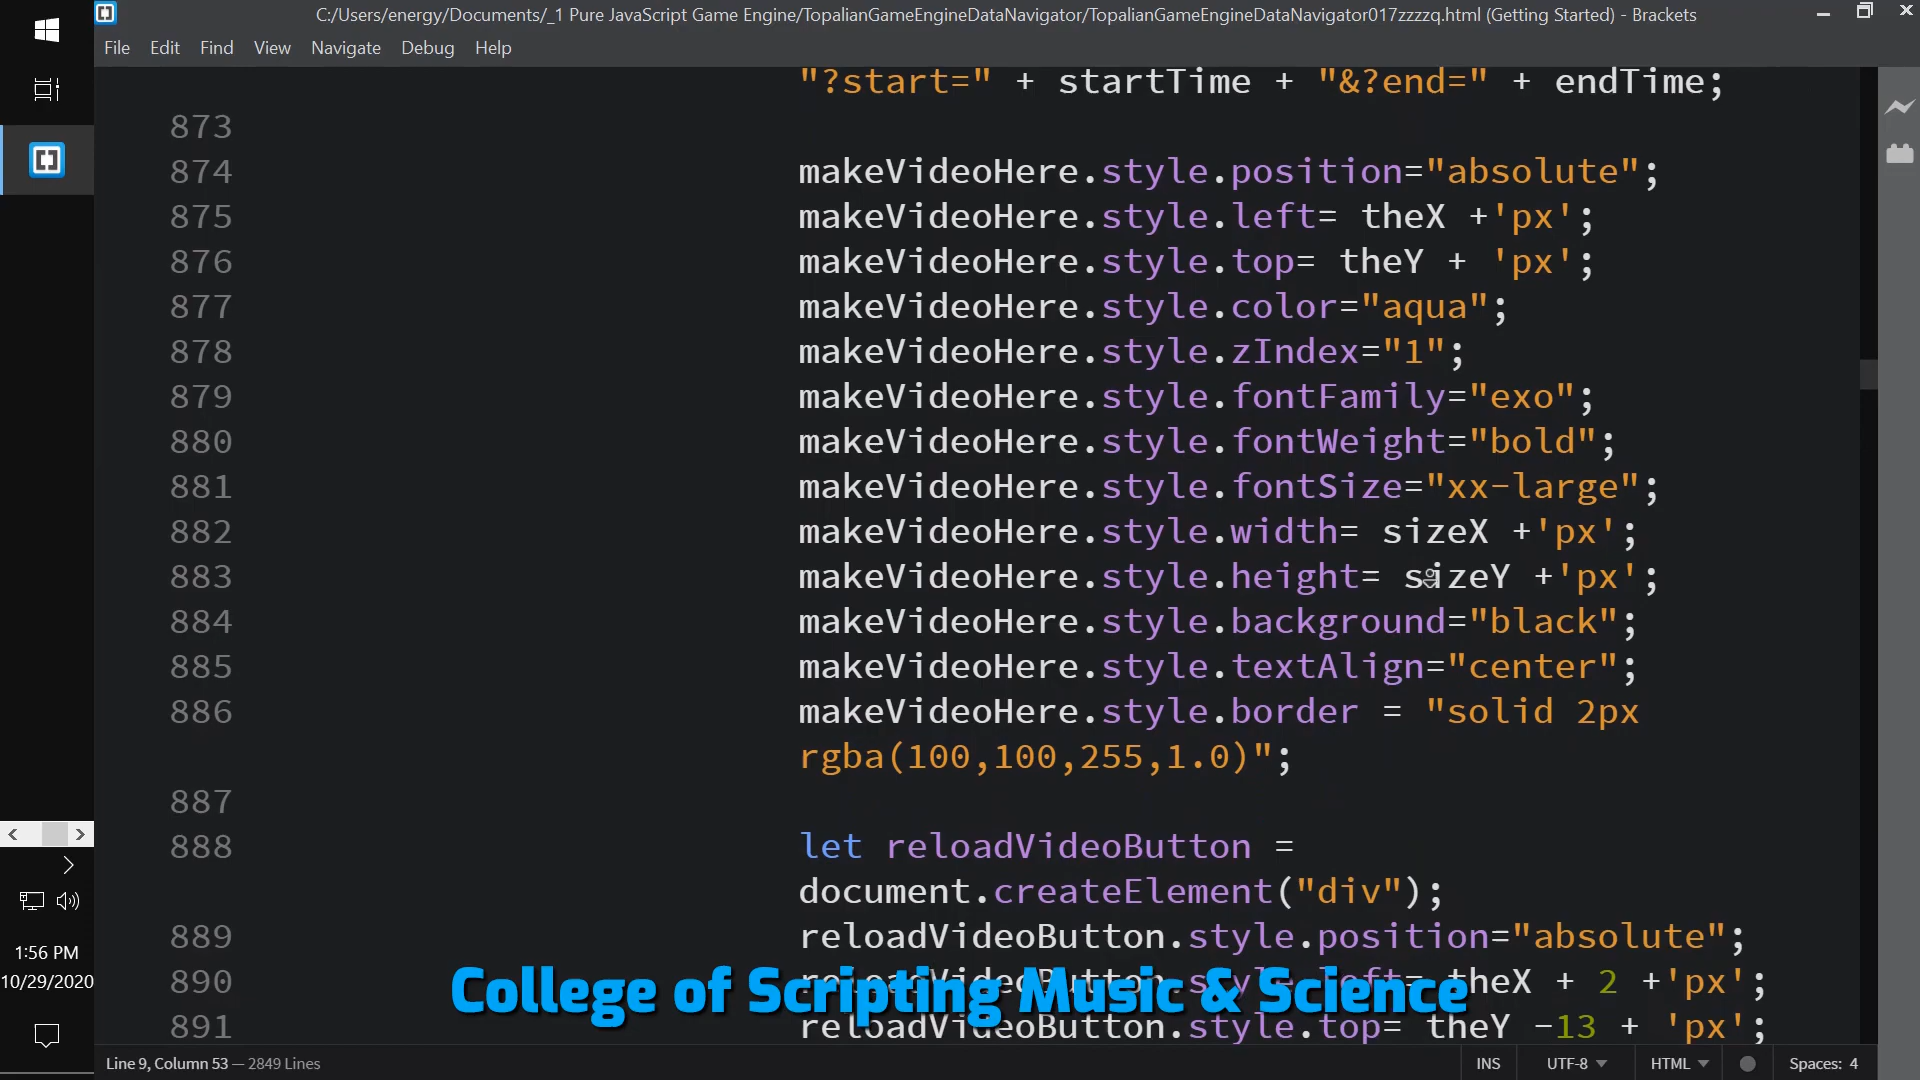 C:/Users/energy/Documents/_1 Pure JavaScript Game Engine/TopalianGameEngineDataNavigator/TopalianGameEngineDataNavigator017zzzzq.html (Getting Started) - Brackets
File Edit Find View Navigate Debug Help
"?start=" + startTime + "&?end=" + endTime;
873
874 makeVideoHere.style.position="absolute";
875 makeVideoHere.style.left= theX +'px';
876 makeVideoHere.style.top= theY + 'px';
877 makeVideoHere.style.color="aqua";
878 makeVideoHere.style.zIndex="1";
879 makeVideoHere.style.fontFamily="exo";
880 makeVideoHere.style.fontWeight="bold";
881 makeVideoHere.style.fontSize="xx-large";
882 makeVideoHere.style.width= sizeX +'px';
883 makeVideoHere.style.height= sizeY +'px';
884 makeVideoHere.style.background="black";
885 makeVideoHere.style.textAlign="center";
886 makeVideoHere.style.border = "solid 2px
rgba(100,100,255,1.0)";
887
888 let reloadVideoButton =
document.createElement("div");
889 reloadVideoButton.style.position="absolute";
890 reloadVideoButton.style.left= theX + 2 +'px';
College of Scripting Music & Science
891 reloadVideoButton.style.top= theY -13 + 'px';
1:56 PM
10/29/2020
Line 9, Column 53 — 2849 Lines
INS UTF-8 HTML Spaces: 4